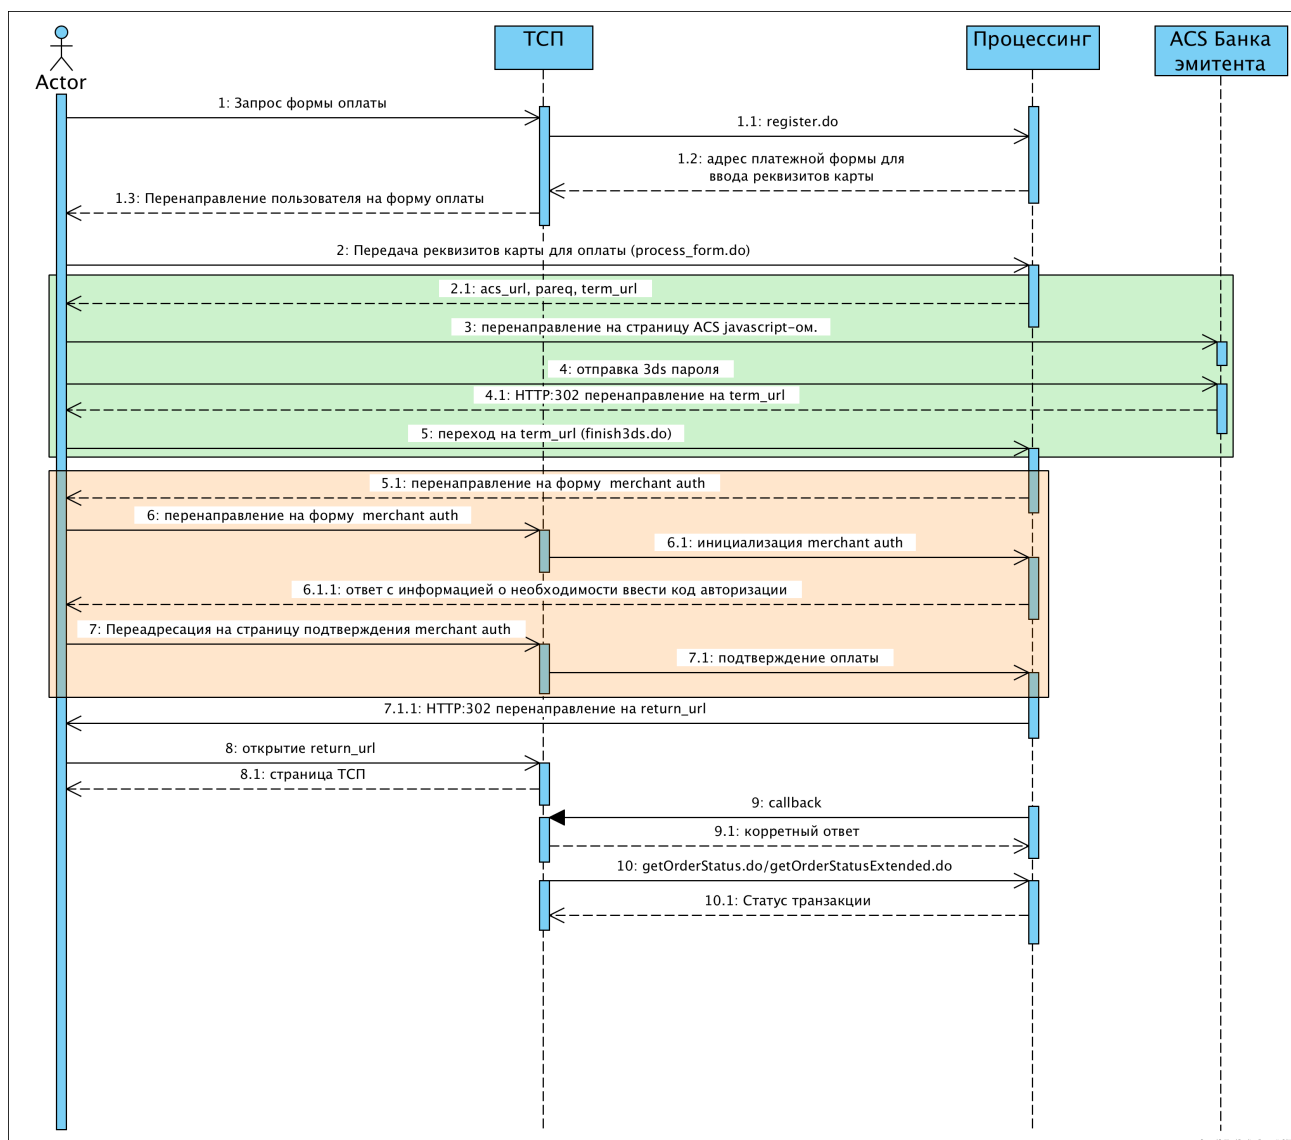 Actor
ТСП
Процессинг
ACS Банка
эмитента
1: Запрос формы оплаты
1.1: register.do
1.2: адрес платежной формы для
ввода реквизитов карты
1.3: Перенаправление пользователя на форму оплаты
2: Передача реквизитов карты для оплаты (process_form.do)
2.1: acs_url, pareq, term_url
3: перенаправление на страницу ACS javascript-ом.
4: отправка 3ds пароля
4.1: HTTP:302 перенаправление на term_url
5: переход на term_url (finish3ds.do)
5.1: перенаправление на форму merchant auth
6: перенаправление на форму merchant auth
6.1: инициализация merchant auth
6.1.1: ответ с информацией о необходимости ввести код авторизации
7: Переадресация на страницу подтверждения merchant auth
7.1: подтверждение оплаты
7.1.1: HTTP:302 перенаправление на return_url
8: открытие return_url
8.1: страница ТСП
9: callback
9.1: корретный ответ
10: getOrderStatus.do/getOrderStatusExtended.do
10.1: Статус транзакции